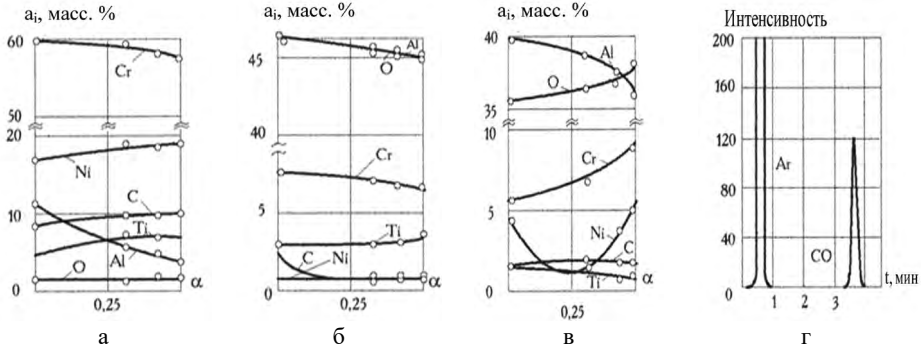 aᵢ, масс. %
60
50
20
10
0
Cr
Ni
C
Ti
Al
O
α
0,25
а
aᵢ, масс. %
46
40
5
0
Al
O
Cr
Ti
C
Ni
α
0,25
б
aᵢ, масс. %
40
35
10
5
0
Al
O
Cr
Ni
C
Ti
α
0,25
в
Интенсивность
200
160
120
80
40
0
Ar
CO
1 2 3
t, мин
г